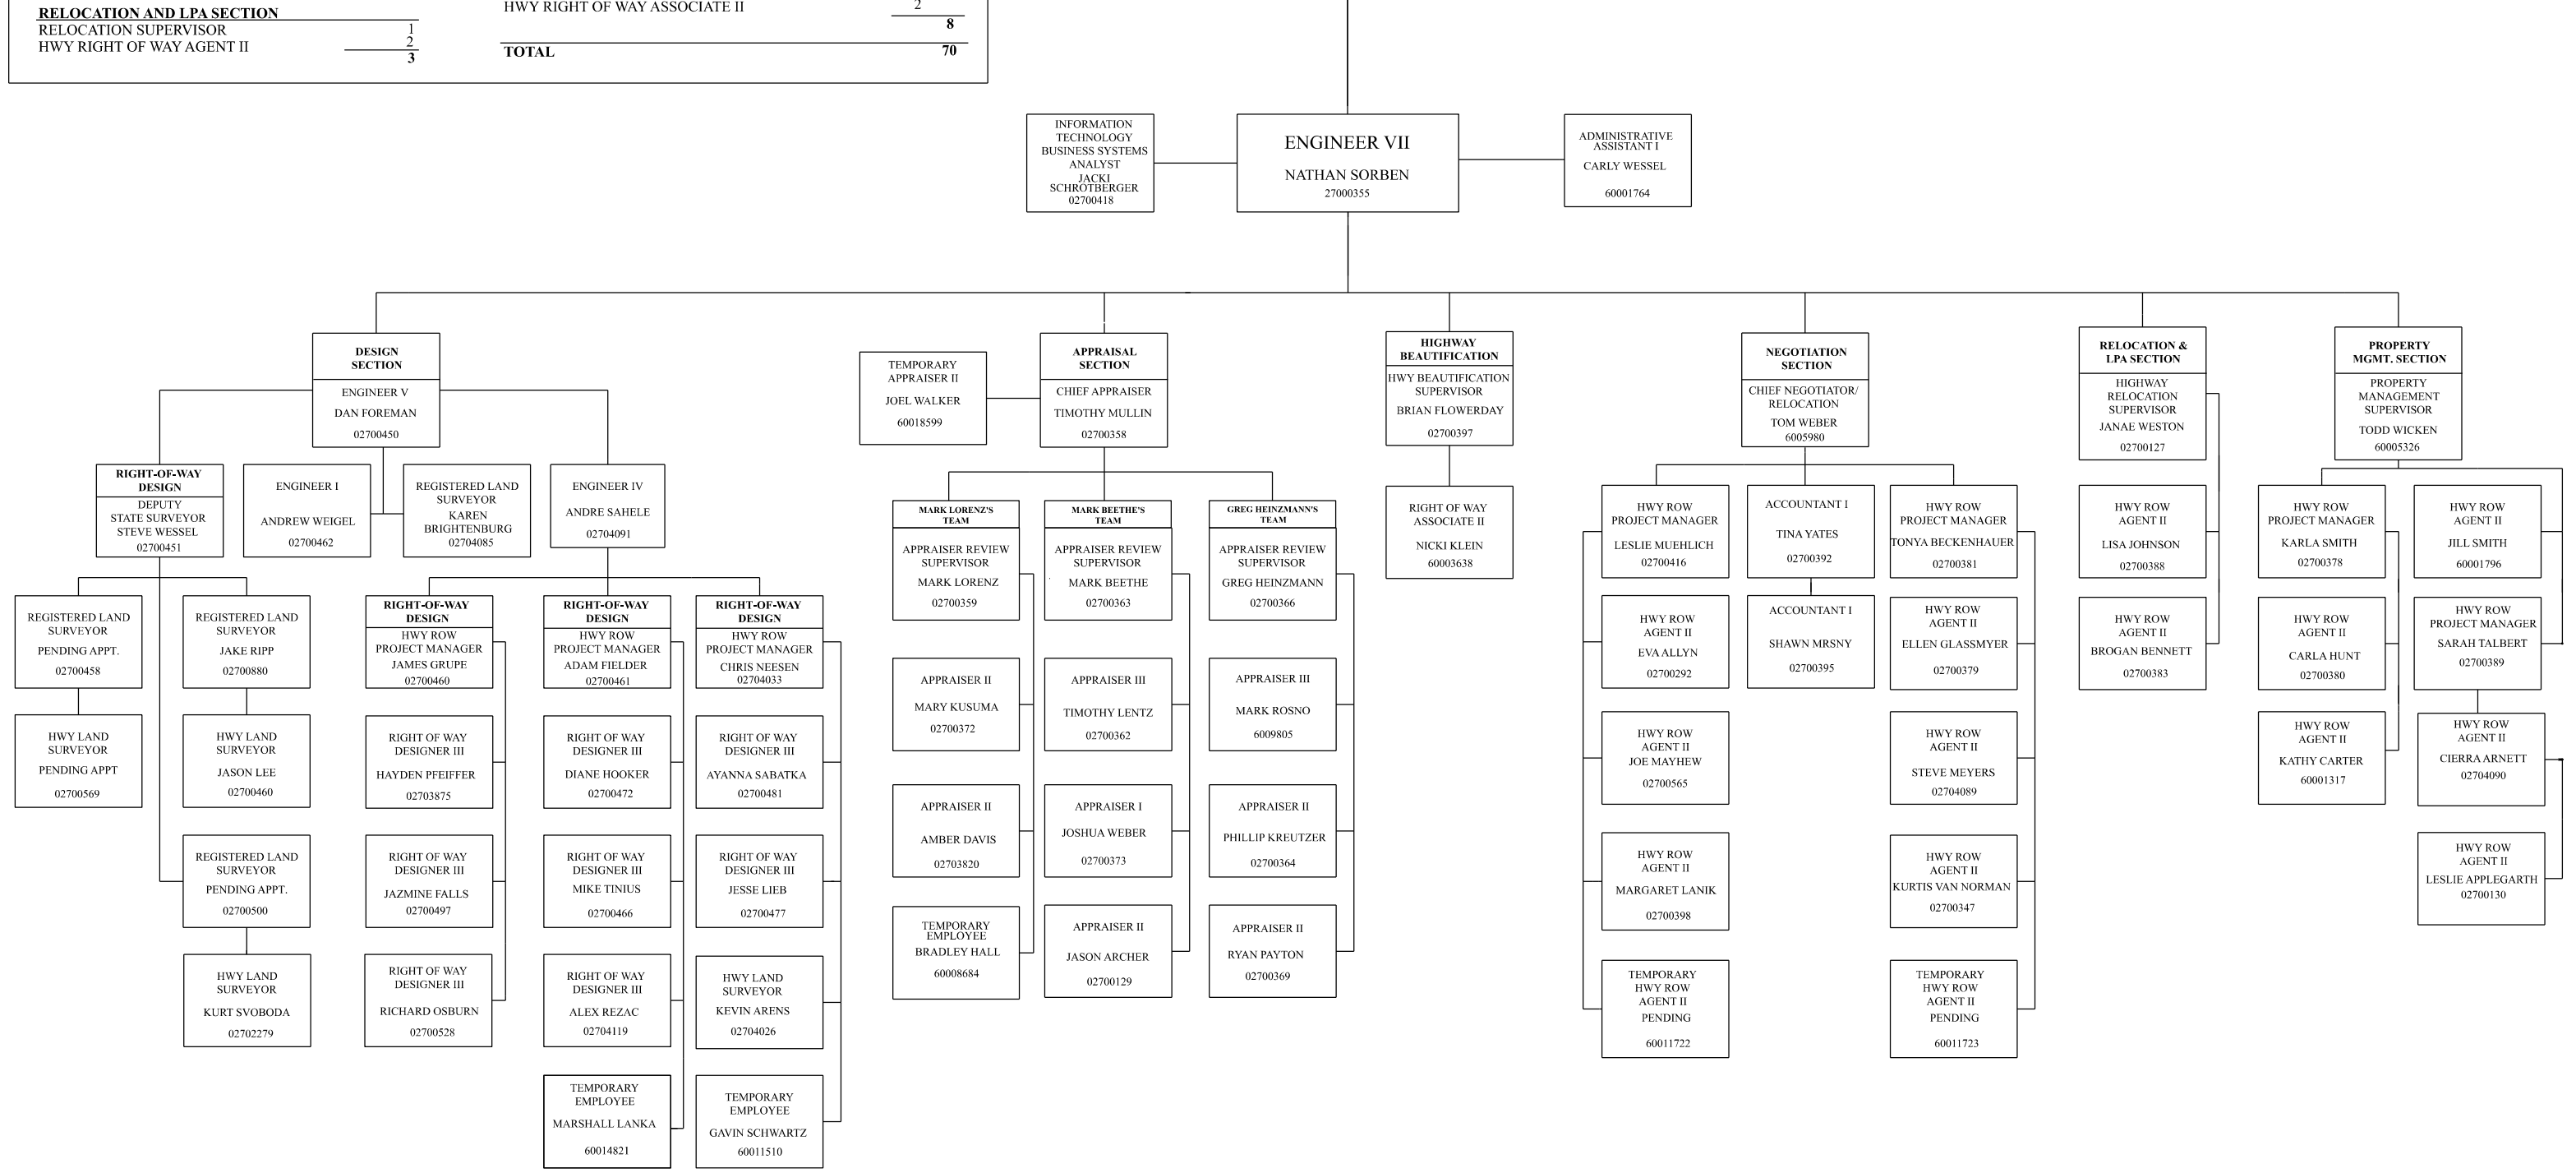 RELOCATION AND LPA SECTION
RELOCATION SUPERVISOR 1
HWY RIGHT OF WAY AGENT II 2
3
HWY RIGHT OF WAY ASSOCIATE II 2
8
TOTAL 70
INFORMATION
TECHNOLOGY
BUSINESS SYSTEMS
ANALYST
JACKI
SCHROTBERGER
02700418
ENGINEER VII
NATHAN SORBEN
27000355
ADMINISTRATIVE
ASSISTANT I
CARLY WESSEL
60001764
DESIGN
SECTION
ENGINEER V
DAN FOREMAN
02700450
RIGHT-OF-WAY
DESIGN
DEPUTY
STATE SURVEYOR
STEVE WESSEL
02700451
ENGINEER I
ANDREW WEIGEL
02700462
REGISTERED LAND
SURVEYOR
KAREN
BRIGHTENBURG
02704085
ENGINEER IV
ANDRE SAHELE
02704091
REGISTERED LAND
SURVEYOR
PENDING APPT.
02700458
HWY LAND
SURVEYOR
PENDING APPT
02700569
REGISTERED LAND
SURVEYOR
JAKE RIPP
02700880
HWY LAND
SURVEYOR
JASON LEE
02700460
REGISTERED LAND
SURVEYOR
PENDING APPT.
02700500
HWY LAND
SURVEYOR
KURT SVOBODA
02702279
RIGHT-OF-WAY
DESIGN
HWY ROW
PROJECT MANAGER
JAMES GRUPE
02700460
RIGHT OF WAY
DESIGNER III
HAYDEN PFEIFFER
02703875
RIGHT OF WAY
DESIGNER III
JAZMINE FALLS
02700497
RIGHT OF WAY
DESIGNER III
RICHARD OSBURN
02700528
RIGHT-OF-WAY
DESIGN
HWY ROW
PROJECT MANAGER
ADAM FIELDER
02700461
RIGHT OF WAY
DESIGNER III
DIANE HOOKER
02700472
RIGHT OF WAY
DESIGNER III
MIKE TINIUS
02700466
RIGHT OF WAY
DESIGNER III
ALEX REZAC
02704119
TEMPORARY
EMPLOYEE
MARSHALL LANKA
60014821
RIGHT-OF-WAY
DESIGN
HWY ROW
PROJECT MANAGER
CHRIS NEESEN
02704033
RIGHT OF WAY
DESIGNER III
AYANNA SABATKA
02700481
RIGHT OF WAY
DESIGNER III
JESSE LIEB
02700477
HWY LAND
SURVEYOR
KEVIN ARENS
02704026
TEMPORARY
EMPLOYEE
GAVIN SCHWARTZ
60011510
TEMPORARY
APPRAISER II
JOEL WALKER
60018599
APPRAISAL
SECTION
CHIEF APPRAISER
TIMOTHY MULLIN
02700358
MARK LORENZ'S
TEAM
APPRAISER REVIEW
SUPERVISOR
MARK LORENZ
02700359
APPRAISER II
MARY KUSUMA
02700372
APPRAISER II
AMBER DAVIS
02703820
TEMPORARY
EMPLOYEE
BRADLEY HALL
60008684
MARK BEETHE'S
TEAM
APPRAISER REVIEW
SUPERVISOR
MARK BEETHE
02700363
APPRAISER III
TIMOTHY LENTZ
02700362
APPRAISER I
JOSHUA WEBER
02700373
APPRAISER II
JASON ARCHER
02700129
GREG HEINZMANN'S
TEAM
APPRAISER REVIEW
SUPERVISOR
GREG HEINZMANN
02700366
APPRAISER III
MARK ROSNO
6009805
APPRAISER II
PHILLIP KREUTZER
02700364
APPRAISER II
RYAN PAYTON
02700369
HIGHWAY
BEAUTIFICATION
HWY BEAUTIFICATION
SUPERVISOR
BRIAN FLOWERDAY
02700397
RIGHT OF WAY
ASSOCIATE II
NICKI KLEIN
60003638
NEGOTIATION
SECTION
CHIEF NEGOTIATOR/
RELOCATION
TOM WEBER
6005980
HWY ROW
PROJECT MANAGER
LESLIE MUEHLICH
02700416
HWY ROW
AGENT II
EVA ALLYN
02700292
HWY ROW
AGENT II
JOE MAYHEW
02700565
HWY ROW
AGENT II
MARGARET LANIK
02700398
TEMPORARY
HWY ROW
AGENT II
PENDING
60011722
ACCOUNTANT I
TINA YATES
02700392
ACCOUNTANT I
SHAWN MRSNY
02700395
HWY ROW
PROJECT MANAGER
TONYA BECKENHAUER
02700381
HWY ROW
AGENT II
ELLEN GLASSMYER
02700379
HWY ROW
AGENT II
STEVE MEYERS
02704089
HWY ROW
AGENT II
KURTIS VAN NORMAN
02700347
TEMPORARY
HWY ROW
AGENT II
PENDING
60011723
RELOCATION &
LPA SECTION
HIGHWAY
RELOCATION
SUPERVISOR
JANAE WESTON
02700127
HWY ROW
AGENT II
LISA JOHNSON
02700388
HWY ROW
AGENT II
BROGAN BENNETT
02700383
PROPERTY
MGMT. SECTION
PROPERTY
MANAGEMENT
SUPERVISOR
TODD WICKEN
60005326
HWY ROW
PROJECT MANAGER
KARLA SMITH
02700378
HWY ROW
AGENT II
CARLA HUNT
02700380
HWY ROW
AGENT II
KATHY CARTER
60001317
HWY ROW
AGENT II
JILL SMITH
60001796
HWY ROW
PROJECT MANAGER
SARAH TALBERT
02700389
HWY ROW
AGENT II
CIERRA ARNETT
02704090
HWY ROW
AGENT II
LESLIE APPLEGARTH
02700130